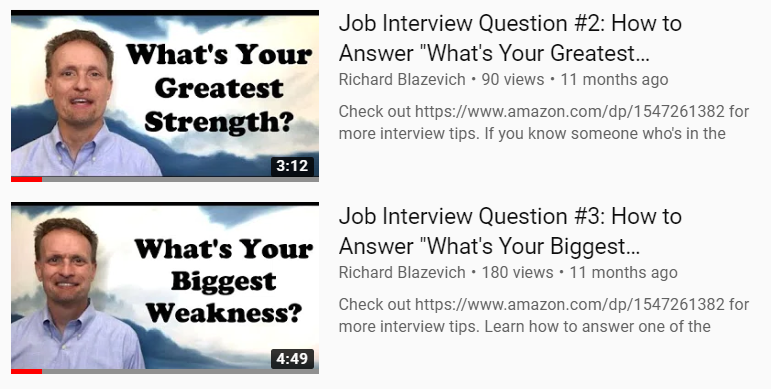 What's Your
Greatest
Strength?
3:12
Job Interview Question #2: How to
Answer "What's Your Greatest...
Richard Blazevich • 90 views • 11 months ago
Check out https://www.amazon.com/dp/1547261382 for
more interview tips. If you know someone who's in the
What's Your
Biggest
Weakness?
4:49
Job Interview Question #3: How to
Answer "What's Your Biggest...
Richard Blazevich • 180 views • 11 months ago
Check out https://www.amazon.com/dp/1547261382 for
more interview tips. Learn how to answer one of the